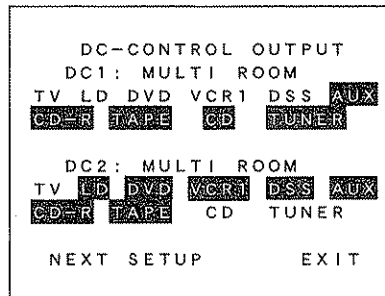 DC-CONTROL OUTPUT
DC1: MULTI ROOM
TV LD DVD VCR1 DSS AUX
CD-R TAPE CD TUNER
DC2: MULTI ROOM
TV LD DVD VCR1 DSS AUX
CD-R TAPE CD TUNER
NEXT SETUP EXIT